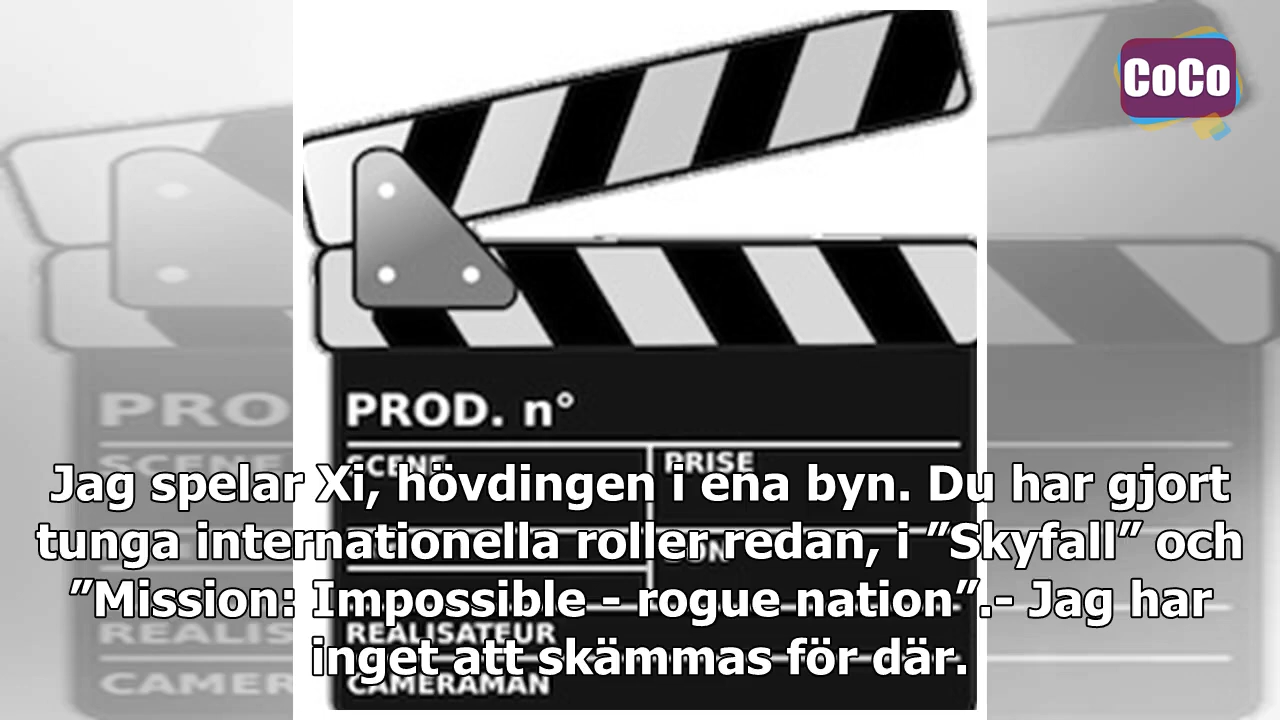 CoCo
PROD. n°
SCENE
PRISE
Jag spelar Xi, hövdingen i ena byn. Du har gjort
tunga internationella roller redan, i ”Skyfall” och
”Mission: Impossible - rogue nation”.- Jag har
REALISATEUR
inget att skämmas för där.
CAMERAMAN